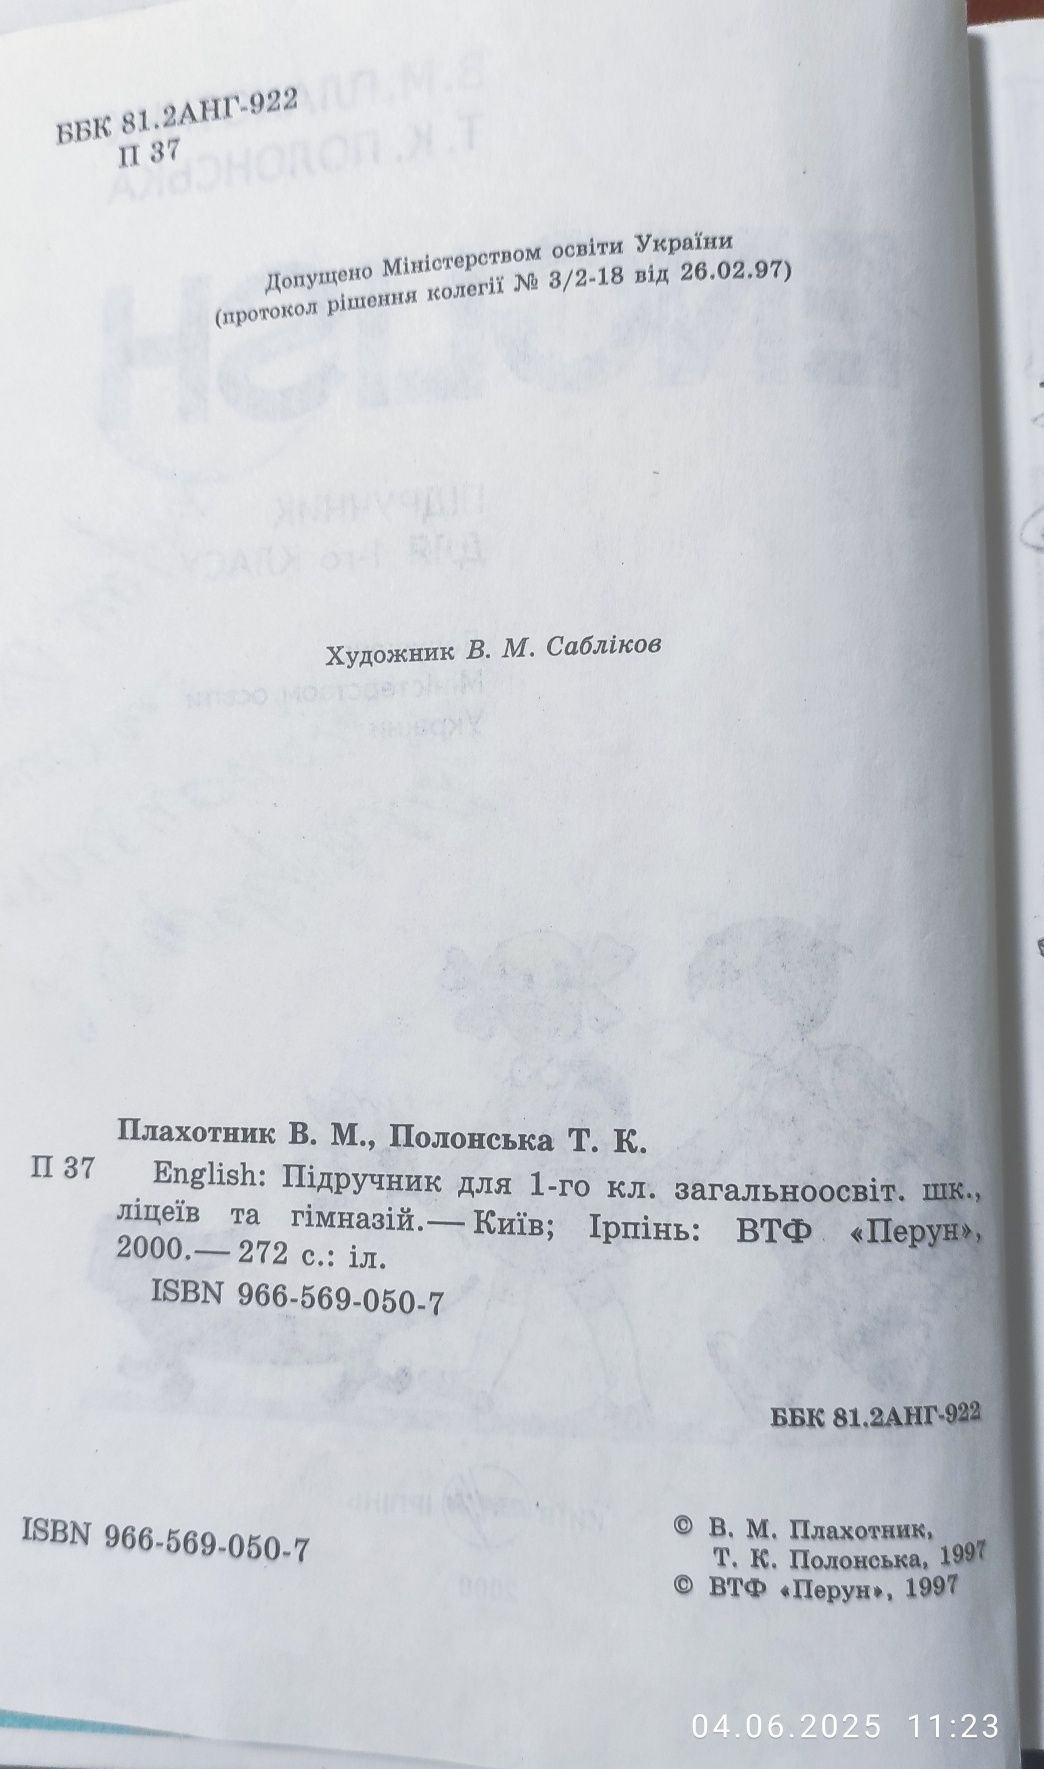 ББК 81.2АНГ-922
П 37
Допущено Міністерством освіти України
(протокол рішення колегії № 3/2-18 від 26.02.97)
Художник В. М. Сабліков
Плахотник В. М., Полонська Т. К.
П 37 English: Підручник для 1-го кл. загальноосвіт. шк.,
ліцеїв та гімназій.— Київ; Ірпінь: ВТФ «Перун»,
2000.— 272 с.: іл.
ISBN 966-569-050-7
ББК 81.2АНГ-922
ISBN 966-569-050-7
© В. М. Плахотник,
Т. К. Полонська, 1997
© ВТФ «Перун», 1997
04.06.2025 11:23